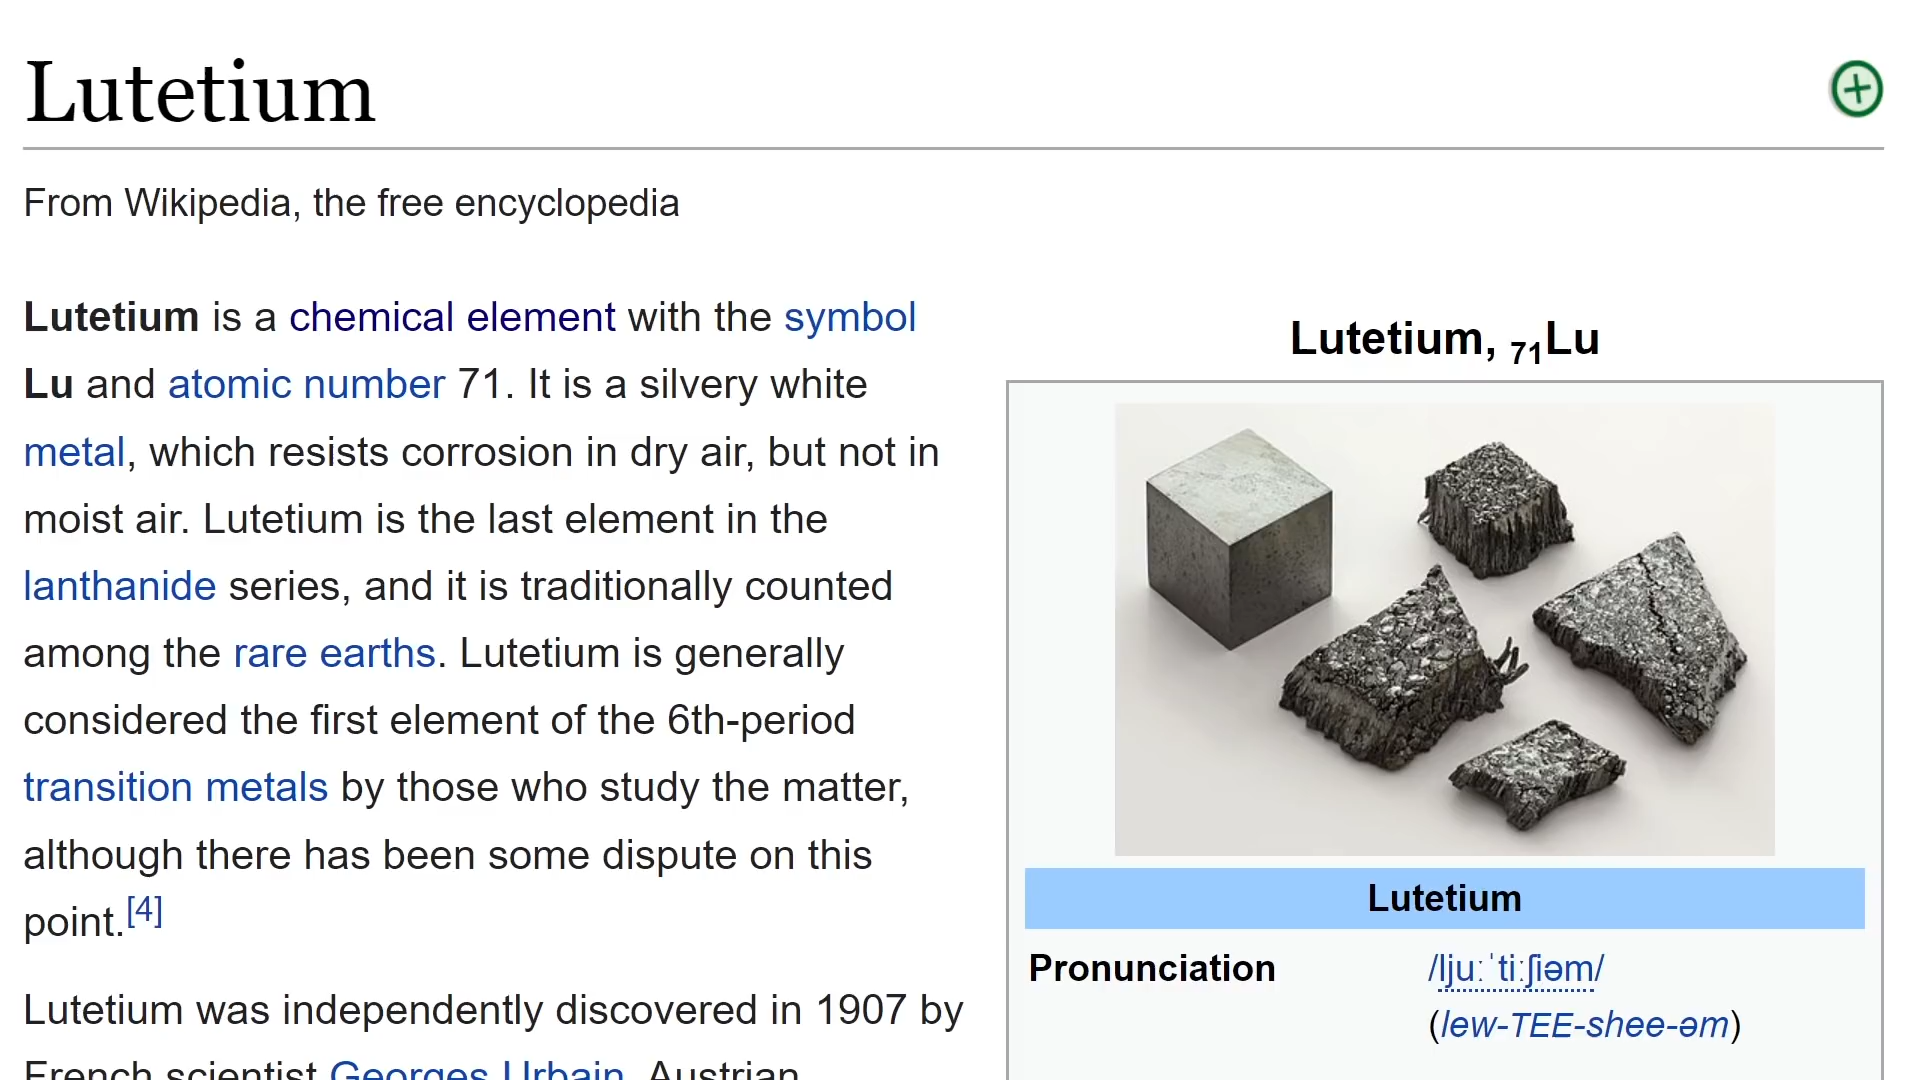 Lutetium
From Wikipedia, the free encyclopedia
Lutetium is a chemical element with the symbol
Lu and atomic number 71. It is a silvery white
metal, which resists corrosion in dry air, but not in
moist air. Lutetium is the last element in the
lanthanide series, and it is traditionally counted
among the rare earths. Lutetium is generally
considered the first element of the 6th-period
transition metals by those who study the matter,
although there has been some dispute on this
point.[4]
Lutetium was independently discovered in 1907 by
French scientist Georges Urbain, Austrian
Lutetium, 71Lu
Lutetium
Pronunciation /ljuːˈtiːʃiəm/
(lew-TEE-shee-əm)